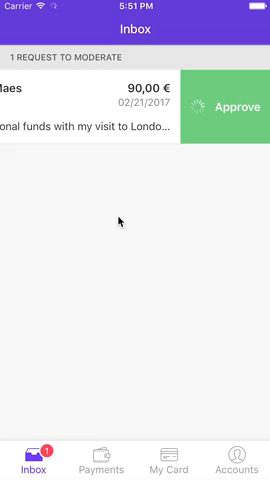 Carrier 5:51 PM
Inbox
1 REQUEST TO MODERATE
Maes 90,00 €
02/21/2017
Approve
onal funds with my visit to Londo...
1
Inbox Payments My Card Accounts